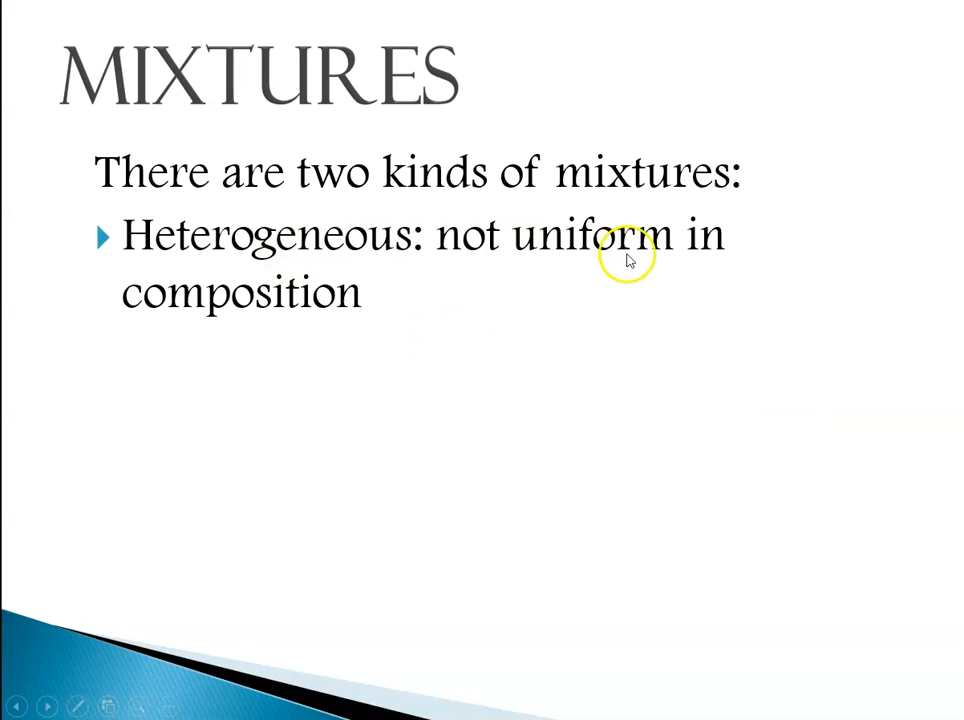 MIXTURES
There are two kinds of mixtures:
Heterogeneous: not uniform in
composition